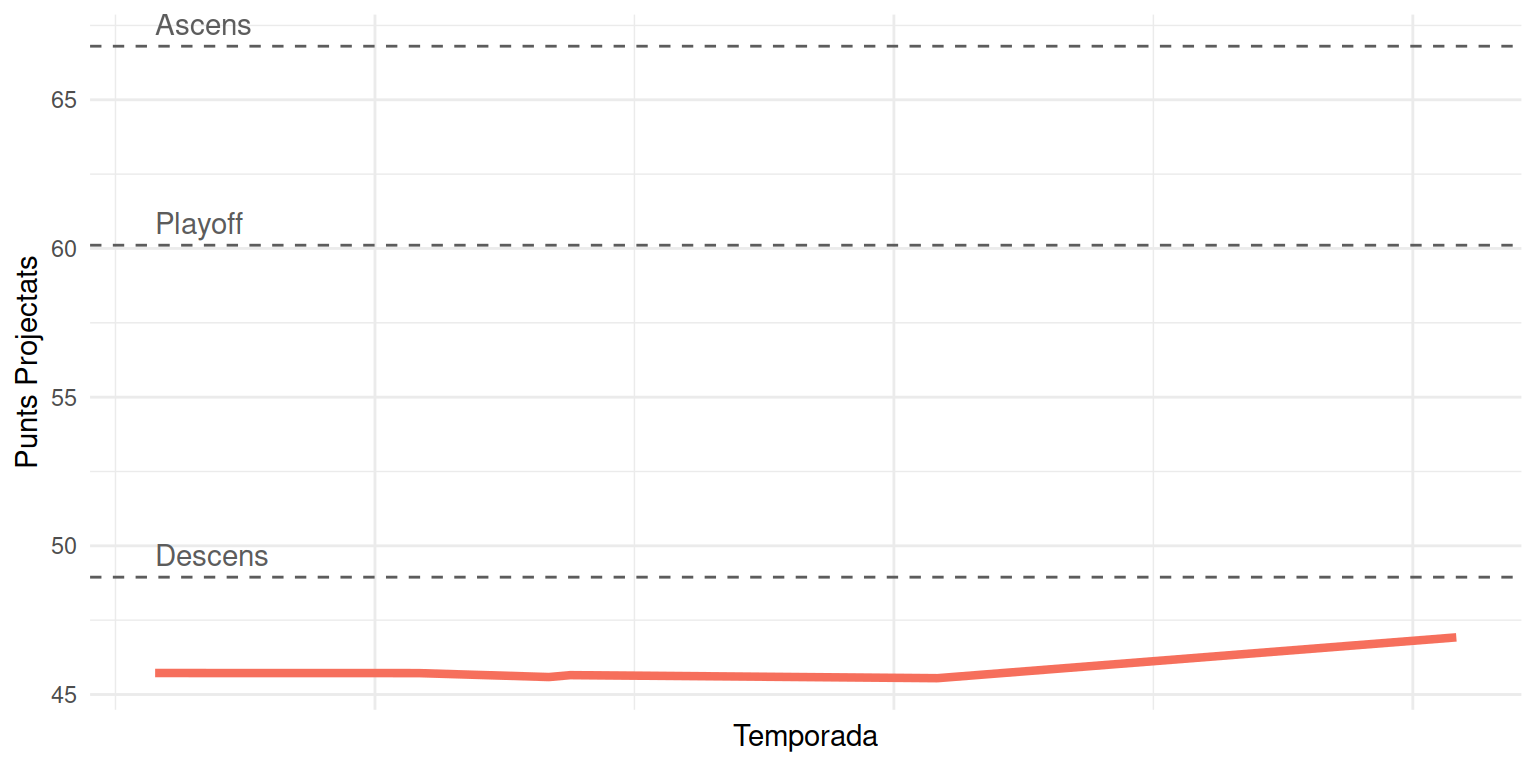 Ascens
65
Playoff
60
Punts Projectats
55
50
Descens
45
Temporada